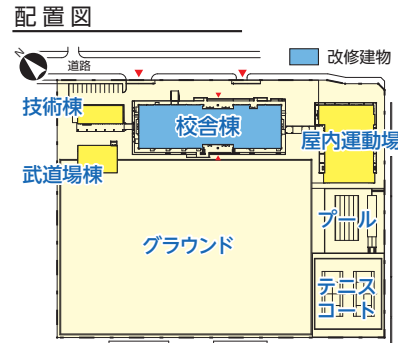 配置図
N
道路
改修建物
技術棟
校舎棟
屋内運動場
武道場棟
プール
グラウンド
テニス
コート